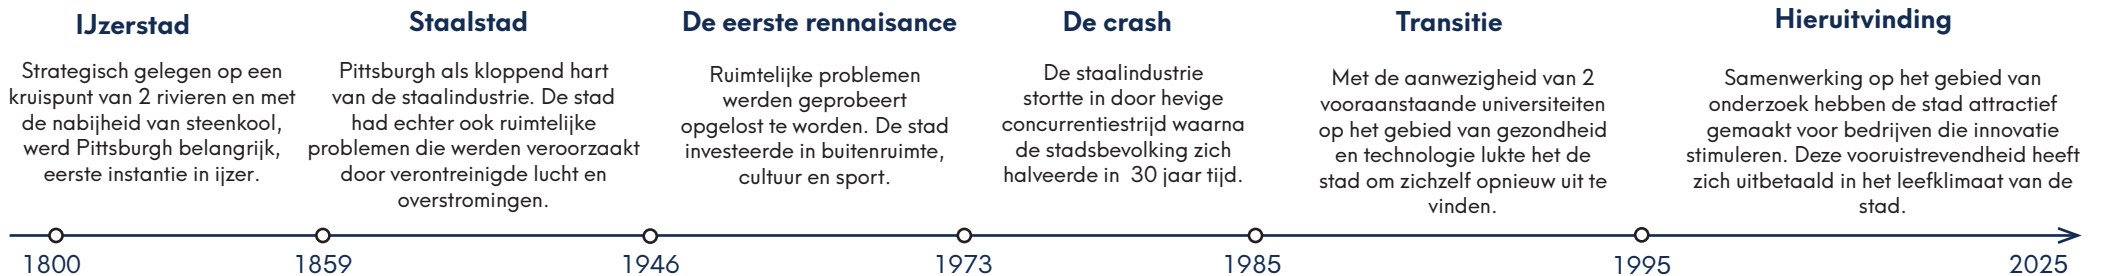 IJzerstad
Strategisch gelegen op een
kruispunt van 2 rivieren en met
de nabijheid van steenkool,
werd Pittsburgh belangrijk,
eerste instantie in ijzer.
Staalstad
Pittsburgh als kloppend hart
van de staalindustrie. De stad
had echter ook ruimtelijke
problemen die werden veroorzaakt
door verontreinigde lucht en
overstromingen.
De eerste rennaisance
Ruimtelijke problemen
werden geprobeert
opgelost te worden. De stad
investeerde in buitenruimte,
cultuur en sport.
De crash
De staalindustrie
stortte in door hevige
concurrentiestrijd waarna
de stadsbevolking zich
halveerde in 30 jaar tijd.
Transitie
Met de aanwezigheid van 2
vooraanstaande universiteiten
op het gebied van gezondheid
en technologie lukte het de
stad om zichzelf opnieuw uit te
vinden.
Hieruitvinding
Samenwerking op het gebied van
onderzoek hebben de stad attractief
gemaakt voor bedrijven die innovatie
stimuleren. Deze vooruistrevendheid heeft
zich uitbetaald in het leefklimaat van de
stad.
1800
1859
1946
1973
1985
1995
2025